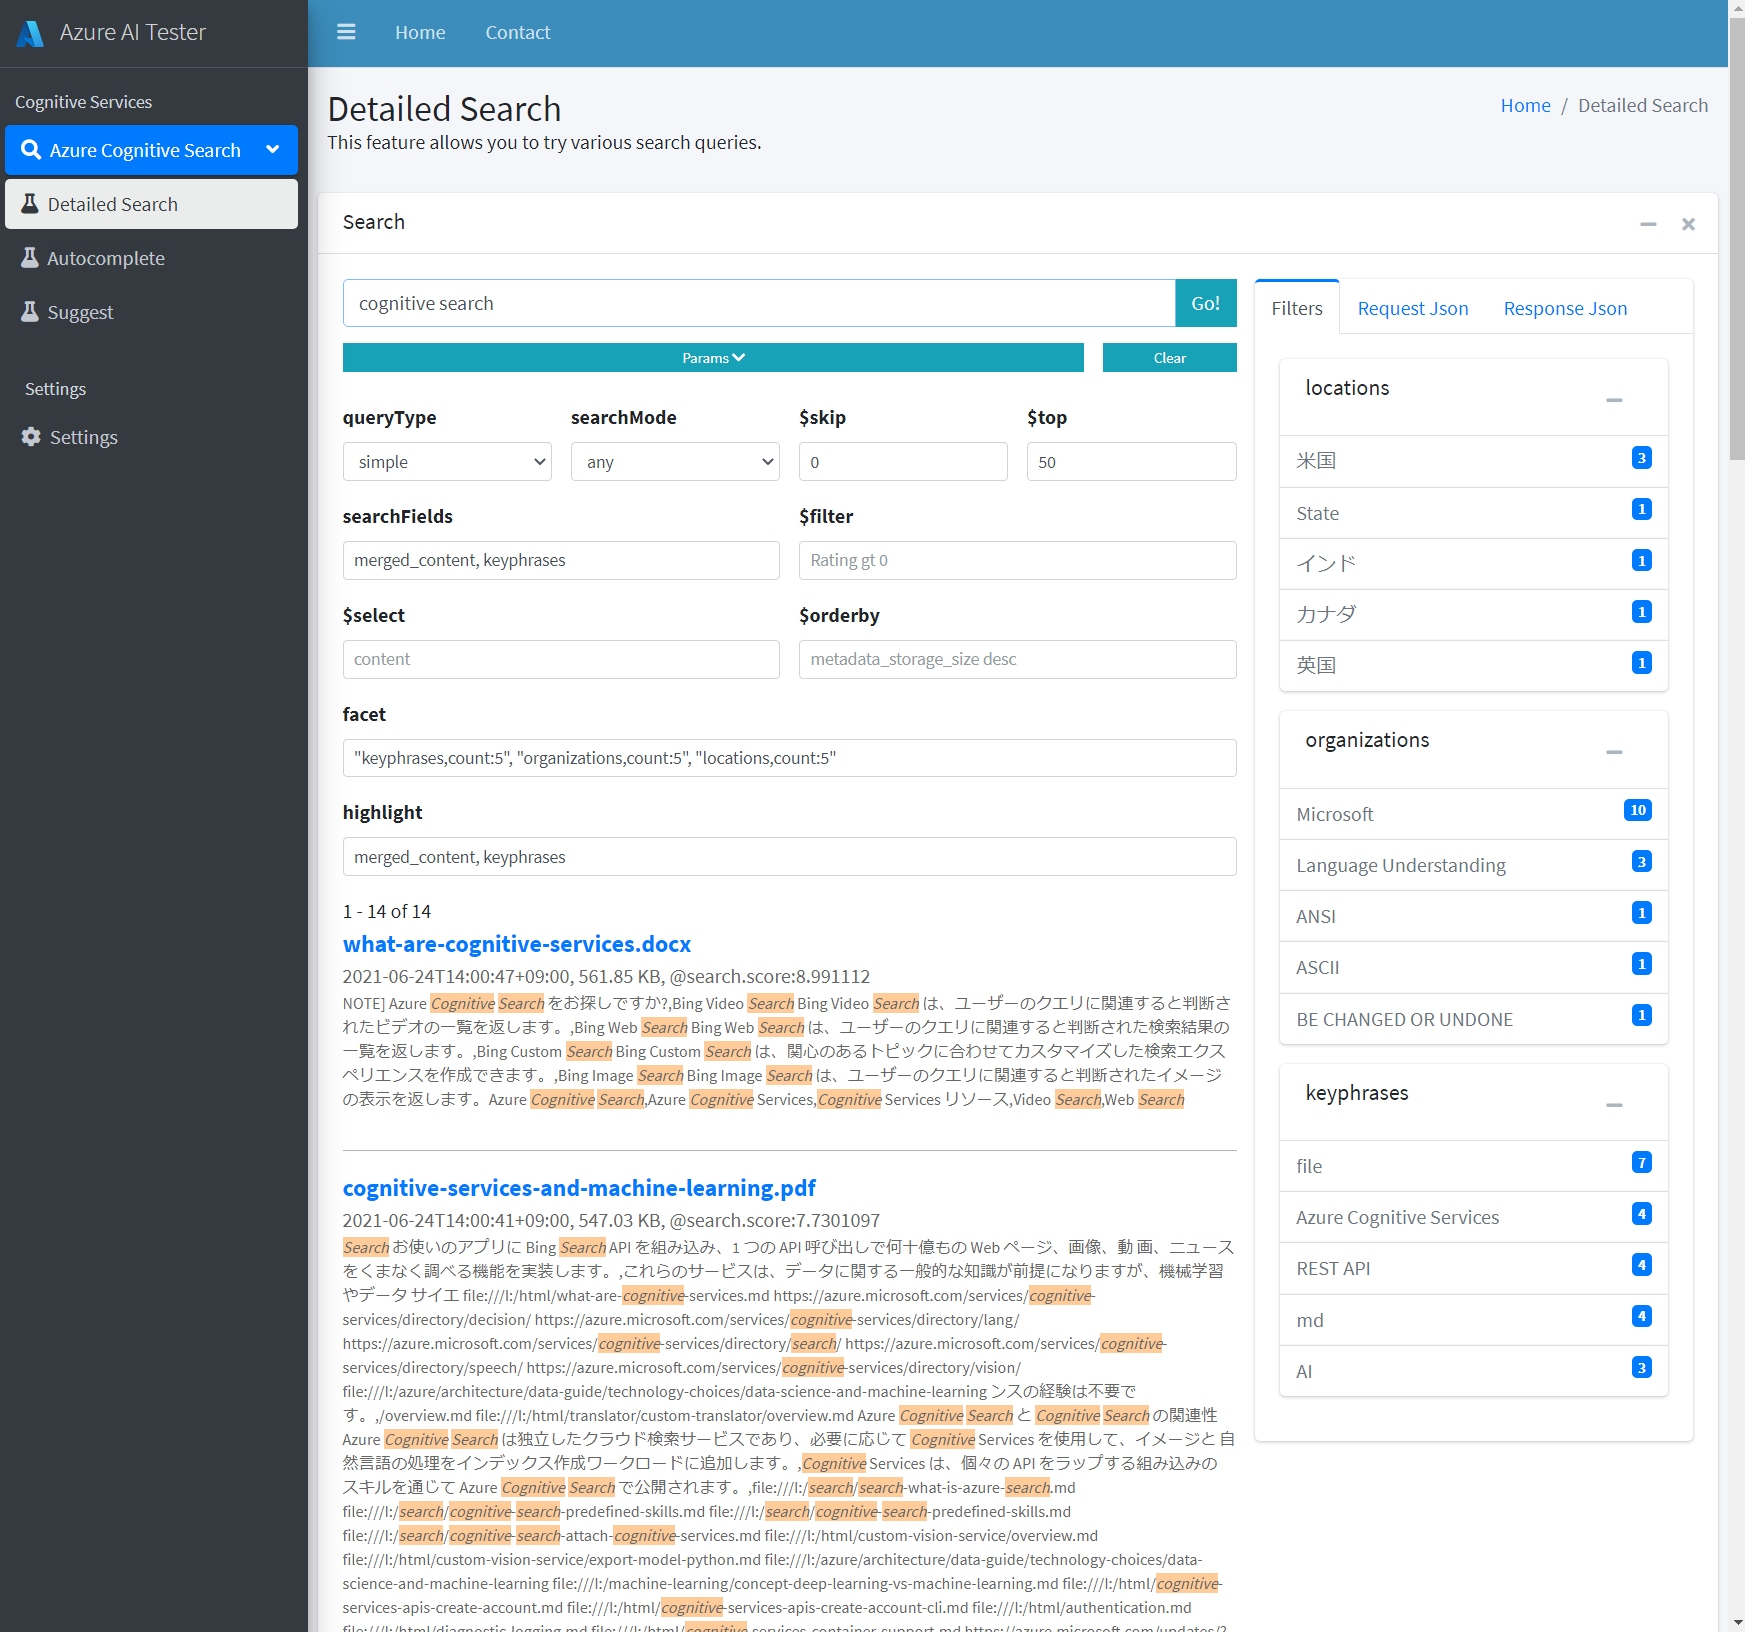 Azure AI Tester
Home
Contact
Cognitive Services
Azure Cognitive Search
Detailed Search
Autocomplete
Suggest
Settings
Settings
Detailed Search
This feature allows you to try various search queries.
Home / Detailed Search
Search
cognitive search
Go!
Params
Clear
queryType
searchMode
$skip
$top
simple
any
0
50
searchFields
$filter
merged_content, keyphrases
Rating gt 0
$select
$orderby
content
metadata_storage_size desc
facet
"keyphrases,count:5", "organizations,count:5", "locations,count:5"
highlight
merged_content, keyphrases
1 - 14 of 14
what-are-cognitive-services.docx
2021-06-24T14:00:47+09:00, 561.85 KB, @search.score:8.991112
NOTE] Azure Cognitive Search をお探しですか?,Bing Video Search Bing Video Search は、ユーザーのクエリに関連すると判断さ
れたビデオの一覧を返します。,Bing Web Search Bing Web Search は、ユーザーのクエリに関連すると判断された検索結果の
一覧を返します。,Bing Custom Search Bing Custom Search は、関心のあるトピックに合わせてカスタマイズした検索エクス
ペリエンスを作成できます。,Bing Image Search Bing Image Search は、ユーザーのクエリに関連すると判断されたイメージ
の表示を返します。Azure Cognitive Search,Azure Cognitive Services,Cognitive Services リソース,Video Search,Web Search
cognitive-services-and-machine-learning.pdf
2021-06-24T14:00:41+09:00, 547.03 KB, @search.score:7.7301097
Search お使いのアプリに Bing Search API を組み込み、1 つの API 呼び出しで何十億もの Web ページ、画像、動 画、ニュース
をくまなく調べる機能を実装します。,これらのサービスは、データに関する一般的な知識が前提になりますが、機械学習
やデータ サイエ file:///I:/html/what-are-cognitive-services.md https://azure.microsoft.com/services/cognitive-
services/directory/decision/ https://azure.microsoft.com/services/cognitive-services/directory/lang/
https://azure.microsoft.com/services/cognitive-services/directory/search/ https://azure.microsoft.com/services/cognitive-
services/directory/speech/ https://azure.microsoft.com/services/cognitive-services/directory/vision/
file:///I:/azure/architecture/data-guide/technology-choices/data-science-and-machine-learning ンスの経験は不要で
す。,/overview.md file:///I:/html/translator/custom-translator/overview.md Azure Cognitive Search と Cognitive Search の関連性
Azure Cognitive Search は独立したクラウド検索サービスであり、必要に応じて Cognitive Services を使用して、イメージと 自
然言語の処理をインデックス作成ワークロードに追加します。,Cognitive Services は、個々の API をラップする組み込みの
スキルを通じて Azure Cognitive Search で公開されます。,file:///I:/search/search-what-is-azure-search.md
file:///I:/search/cognitive-search-predefined-skills.md file:///I:/search/cognitive-search-predefined-skills.md
file:///I:/search/cognitive-search-attach-cognitive-services.md file:///I:/html/custom-vision-service/overview.md
file:///I:/html/custom-vision-service/export-model-python.md file:///I:/azure/architecture/data-guide/technology-choices/data-
science-and-machine-learning file:///I:/machine-learning/concept-deep-learning-vs-machine-learning.md file:///I:/html/cognitive-
services-apis-create-account.md file:///I:/html/cognitive-services-apis-create-account-cli.md file:///I:/html/authentication.md
file:///I:/html/diagnostic-logging.md file:///I:/html/cognitive-services-container-support.md https://azure.microsoft.com/updates/?
Filters
Request Json
Response Json
locations
米国 3
State 1
インド 1
カナダ 1
英国 1
organizations
Microsoft 10
Language Understanding 3
ANSI 1
ASCII 1
BE CHANGED OR UNDONE 1
keyphrases
file 7
Azure Cognitive Services 4
REST API 4
md 4
AI 3